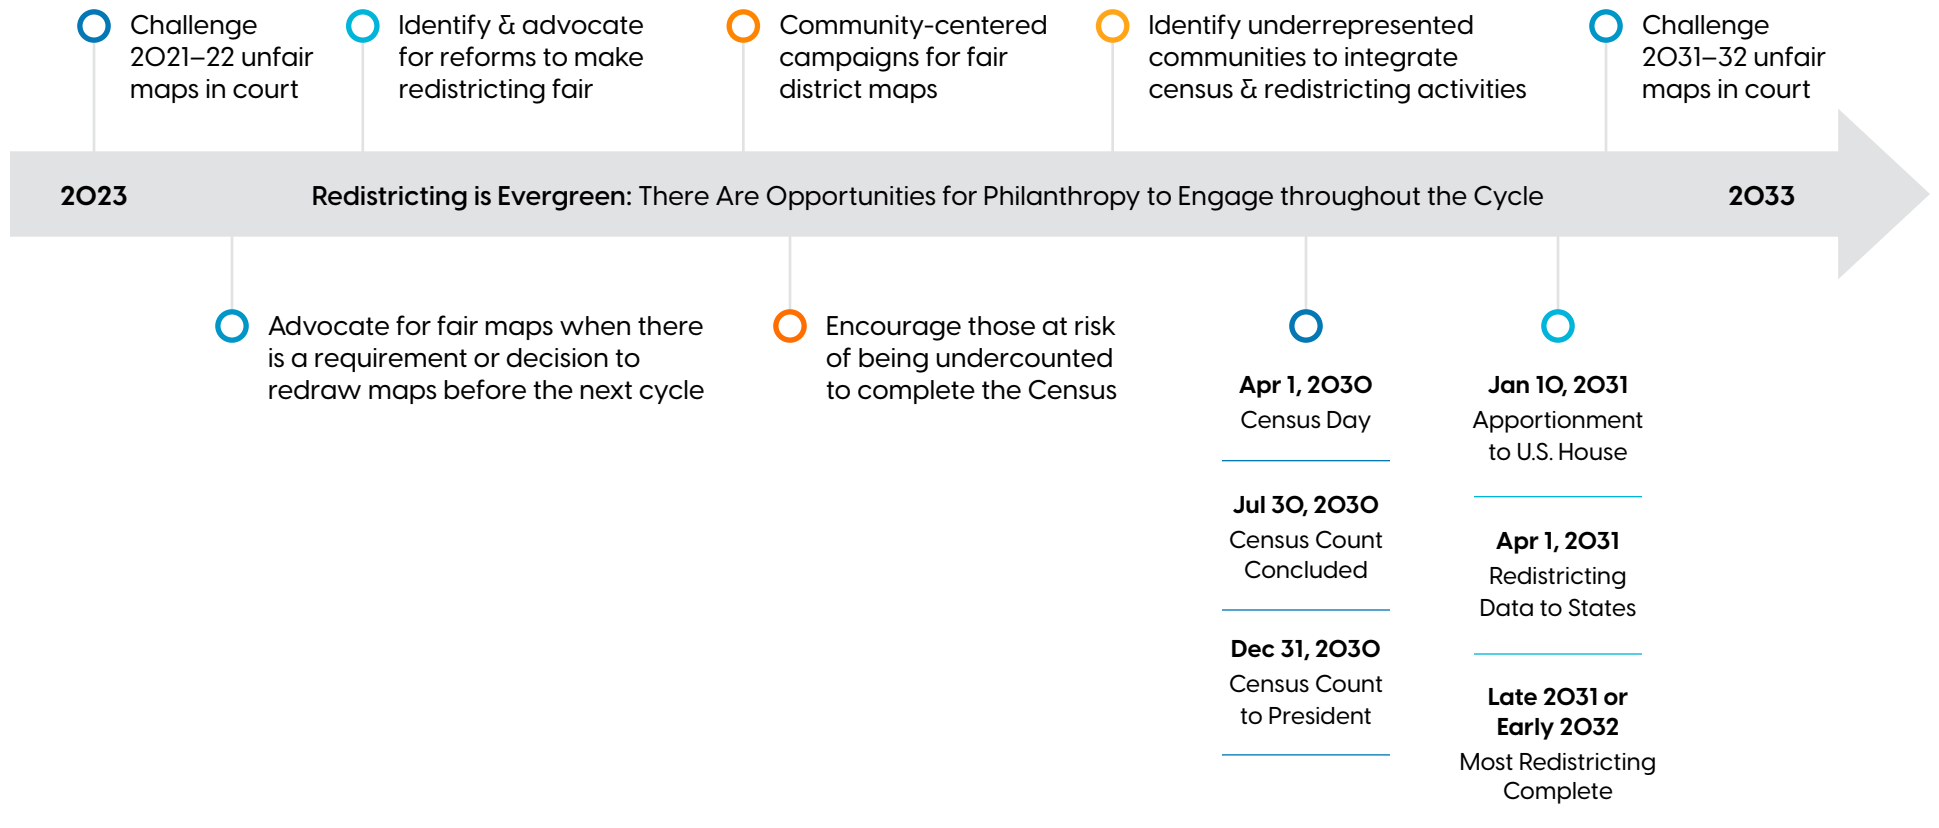 Challenge
2021–22 unfair
maps in court
Identify & advocate
for reforms to make
redistricting fair
Community-centered
campaigns for fair
district maps
Identify underrepresented
communities to integrate
census & redistricting activities
Challenge
2031–32 unfair
maps in court
2023
Redistricting is Evergreen: There Are Opportunities for Philanthropy to Engage throughout the Cycle
2033
Advocate for fair maps when there
is a requirement or decision to
redraw maps before the next cycle
Encourage those at risk
of being undercounted
to complete the Census
Apr 1, 2030
Census Day
Jul 30, 2030
Census Count
Concluded
Dec 31, 2030
Census Count
to President
Jan 10, 2031
Apportionment
to U.S. House
Apr 1, 2031
Redistricting
Data to States
Late 2031 or
Early 2032
Most Redistricting
Complete